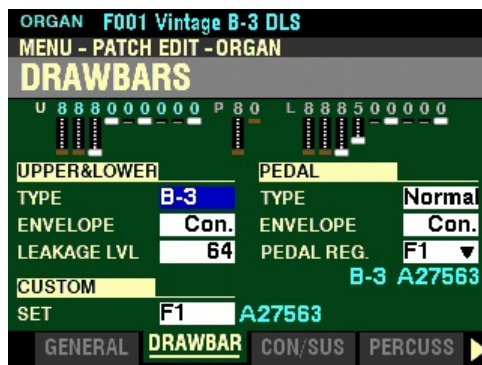 ORGAN F001 Vintage B-3 DLS
MENU - PATCH EDIT - ORGAN
DRAWBARS
U 888000000 P 80 L 888500000
UPPER&LOWER PEDAL
TYPE B-3 TYPE Normal
ENVELOPE Con. ENVELOPE Con.
LEAKAGE LVL 64 PEDAL REG. F1 ▼
B-3 A27563
CUSTOM
SET F1 A27563
GENERAL DRAWBAR CON/SUS PERCUSS